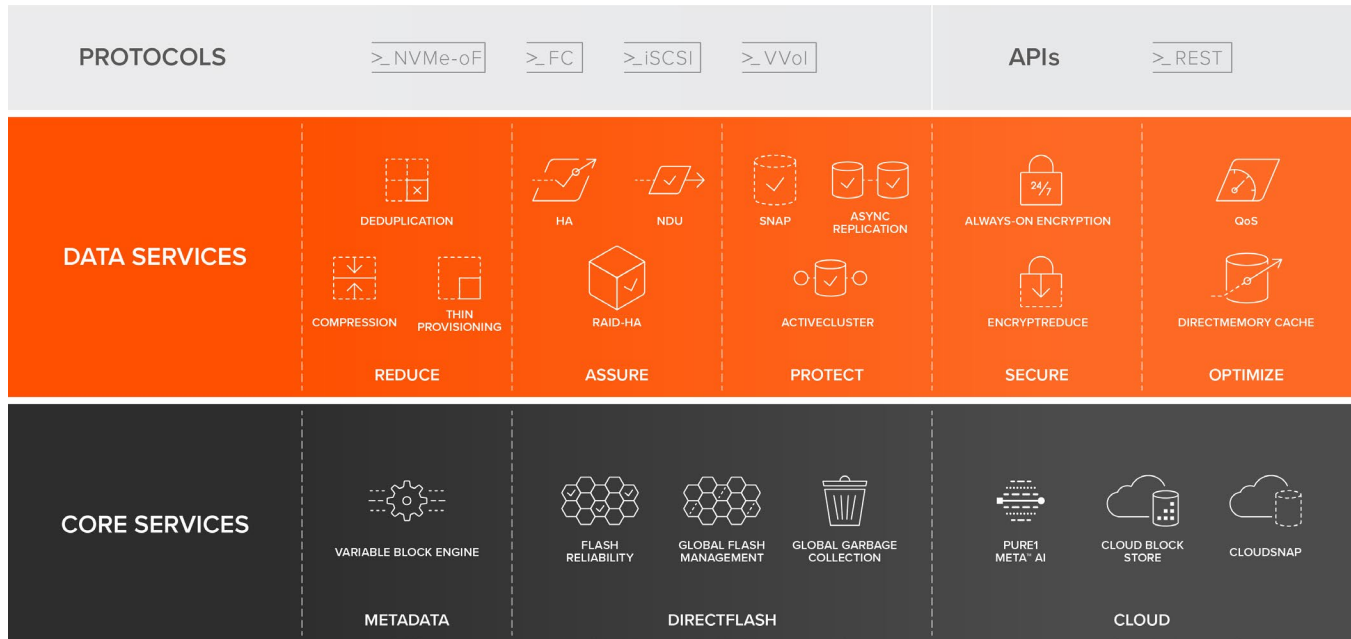 PROTOCOLS
>_NVMe-oF
>_FC
>_iSCSI
>_VVol
APIs
>_REST
DATA SERVICES
DEDUPLICATION
COMPRESSION
THIN
PROVISIONING
REDUCE
HA
NDU
RAID-HA
ASSURE
SNAP
ASYNC
REPLICATION
ACTIVECLUSTER
PROTECT
24/7
ALWAYS-ON ENCRYPTION
ENCRYPTREDUCE
SECURE
QoS
DIRECTMEMORY CACHE
OPTIMIZE
CORE SERVICES
VARIABLE BLOCK ENGINE
METADATA
FLASH
RELIABILITY
GLOBAL FLASH
MANAGEMENT
GLOBAL GARBAGE
COLLECTION
DIRECTFLASH
PURE1
META™ AI
CLOUD BLOCK
STORE
CLOUDSNAP
CLOUD